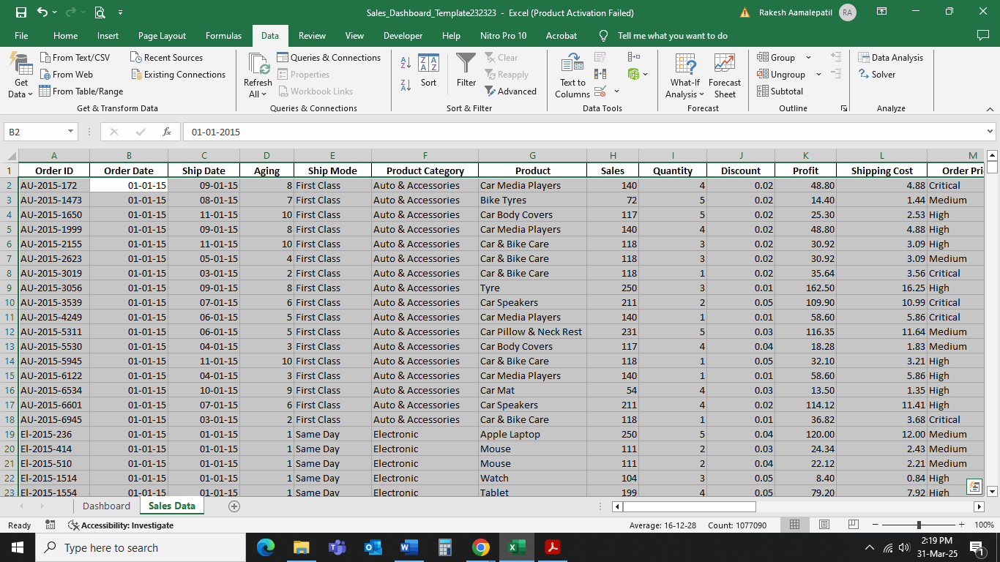 Sales_Dashboard_Template232323 - Excel (Product Activation Failed)
Rakesh Aamalepatil RA
File Home Insert Page Layout Formulas Data Review View Developer Help Nitro Pro 10 Acrobat Tell me what you want to do
Get Data
From Text/CSV
From Web
From Table/Range
Recent Sources
Existing Connections
Get & Transform Data
Refresh All
Queries & Connections
Properties
Workbook Links
Queries & Connections
Sort
Filter
Clear
Reapply
Advanced
Sort & Filter
Text to Columns
Data Tools
What-If Analysis
Forecast Sheet
Forecast
Group
Ungroup
Subtotal
Outline
Data Analysis
Solver
Analyze
B2 fx 01-01-2015
A B C D E F G H I J K L M
1 Order ID Order Date Ship Date Aging Ship Mode Product Category Product Sales Quantity Discount Profit Shipping Cost Order Pri
2 AU-2015-172 01-01-15 09-01-15 8 First Class Auto & Accessories Car Media Players 140 4 0.02 48.80 4.88 Critical
3 AU-2015-1473 01-01-15 08-01-15 7 First Class Auto & Accessories Bike Tyres 72 5 0.02 14.40 1.44 Medium
4 AU-2015-1650 01-01-15 11-01-15 10 First Class Auto & Accessories Car Body Covers 117 5 0.02 25.30 2.53 High
5 AU-2015-1999 01-01-15 09-01-15 8 First Class Auto & Accessories Car Media Players 140 4 0.02 48.80 4.88 High
6 AU-2015-2155 01-01-15 11-01-15 10 First Class Auto & Accessories Car & Bike Care 118 3 0.02 30.92 3.09 High
7 AU-2015-2623 01-01-15 05-01-15 4 First Class Auto & Accessories Car & Bike Care 118 3 0.02 30.92 3.09 Medium
8 AU-2015-3019 01-01-15 03-01-15 2 First Class Auto & Accessories Car & Bike Care 118 1 0.02 35.64 3.56 Critical
9 AU-2015-3056 01-01-15 09-01-15 8 First Class Auto & Accessories Tyre 250 3 0.01 162.50 16.25 High
10 AU-2015-3539 01-01-15 07-01-15 6 First Class Auto & Accessories Car Speakers 211 2 0.05 109.90 10.99 Critical
11 AU-2015-4249 01-01-15 06-01-15 5 First Class Auto & Accessories Car Media Players 140 1 0.01 58.60 5.86 Critical
12 AU-2015-5311 01-01-15 06-01-15 5 First Class Auto & Accessories Car Pillow & Neck Rest 231 5 0.03 116.35 11.64 Medium
13 AU-2015-5530 01-01-15 04-01-15 3 First Class Auto & Accessories Car Body Covers 117 4 0.04 18.28 1.83 Medium
14 AU-2015-5945 01-01-15 11-01-15 10 First Class Auto & Accessories Car & Bike Care 118 1 0.05 32.10 3.21 High
15 AU-2015-6122 01-01-15 04-01-15 3 First Class Auto & Accessories Car Media Players 140 1 0.01 58.60 5.86 High
16 AU-2015-6534 01-01-15 10-01-15 9 First Class Auto & Accessories Car Mat 54 4 0.03 13.50 1.35 High
17 AU-2015-6601 01-01-15 07-01-15 6 First Class Auto & Accessories Car Speakers 211 4 0.02 114.12 11.41 High
18 AU-2015-6945 01-01-15 03-01-15 2 First Class Auto & Accessories Car & Bike Care 118 1 0.01 36.82 3.68 Critical
19 El-2015-236 01-01-15 01-01-15 1 Same Day Electronic Apple Laptop 250 5 0.04 120.00 12.00 Medium
20 El-2015-414 01-01-15 01-01-15 1 Same Day Electronic Mouse 111 2 0.03 24.34 2.43 Medium
21 El-2015-510 01-01-15 01-01-15 1 Same Day Electronic Mouse 111 2 0.04 22.12 2.21 Medium
22 El-2015-1514 01-01-15 01-01-15 1 Same Day Electronic Watch 104 3 0.05 8.40 0.84 High
23 El-2015-1554 01-01-15 01-01-15 1 Same Day Electronic Tablet 199 4 0.05 79.20 7.92 High
Dashboard Sales Data
Ready Accessibility: Investigate Average: 16-12-28 Count: 1077090 100%
Type here to search
2:19 PM
31-Mar-25
1